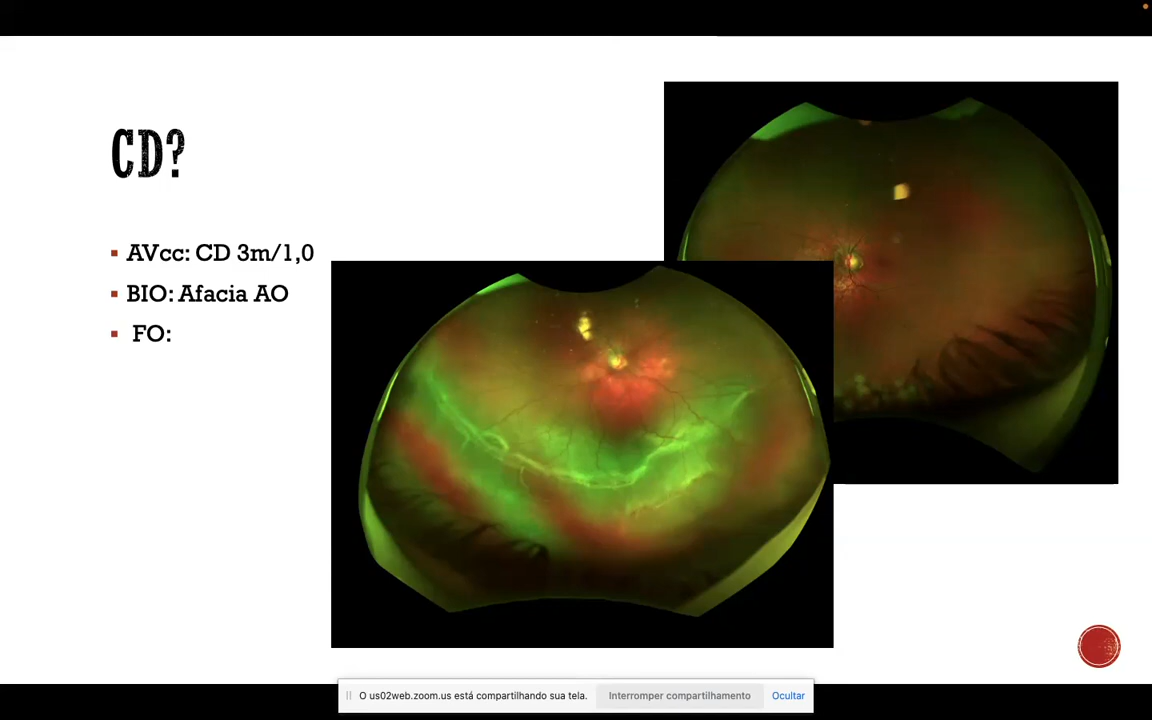 CD?
▪ AVcc: CD 3m/1,0
▪ BIO: Afacia AO
▪ FO:
O us02web.zoom.us está compartilhando sua tela. Interromper compartilhamento Ocultar